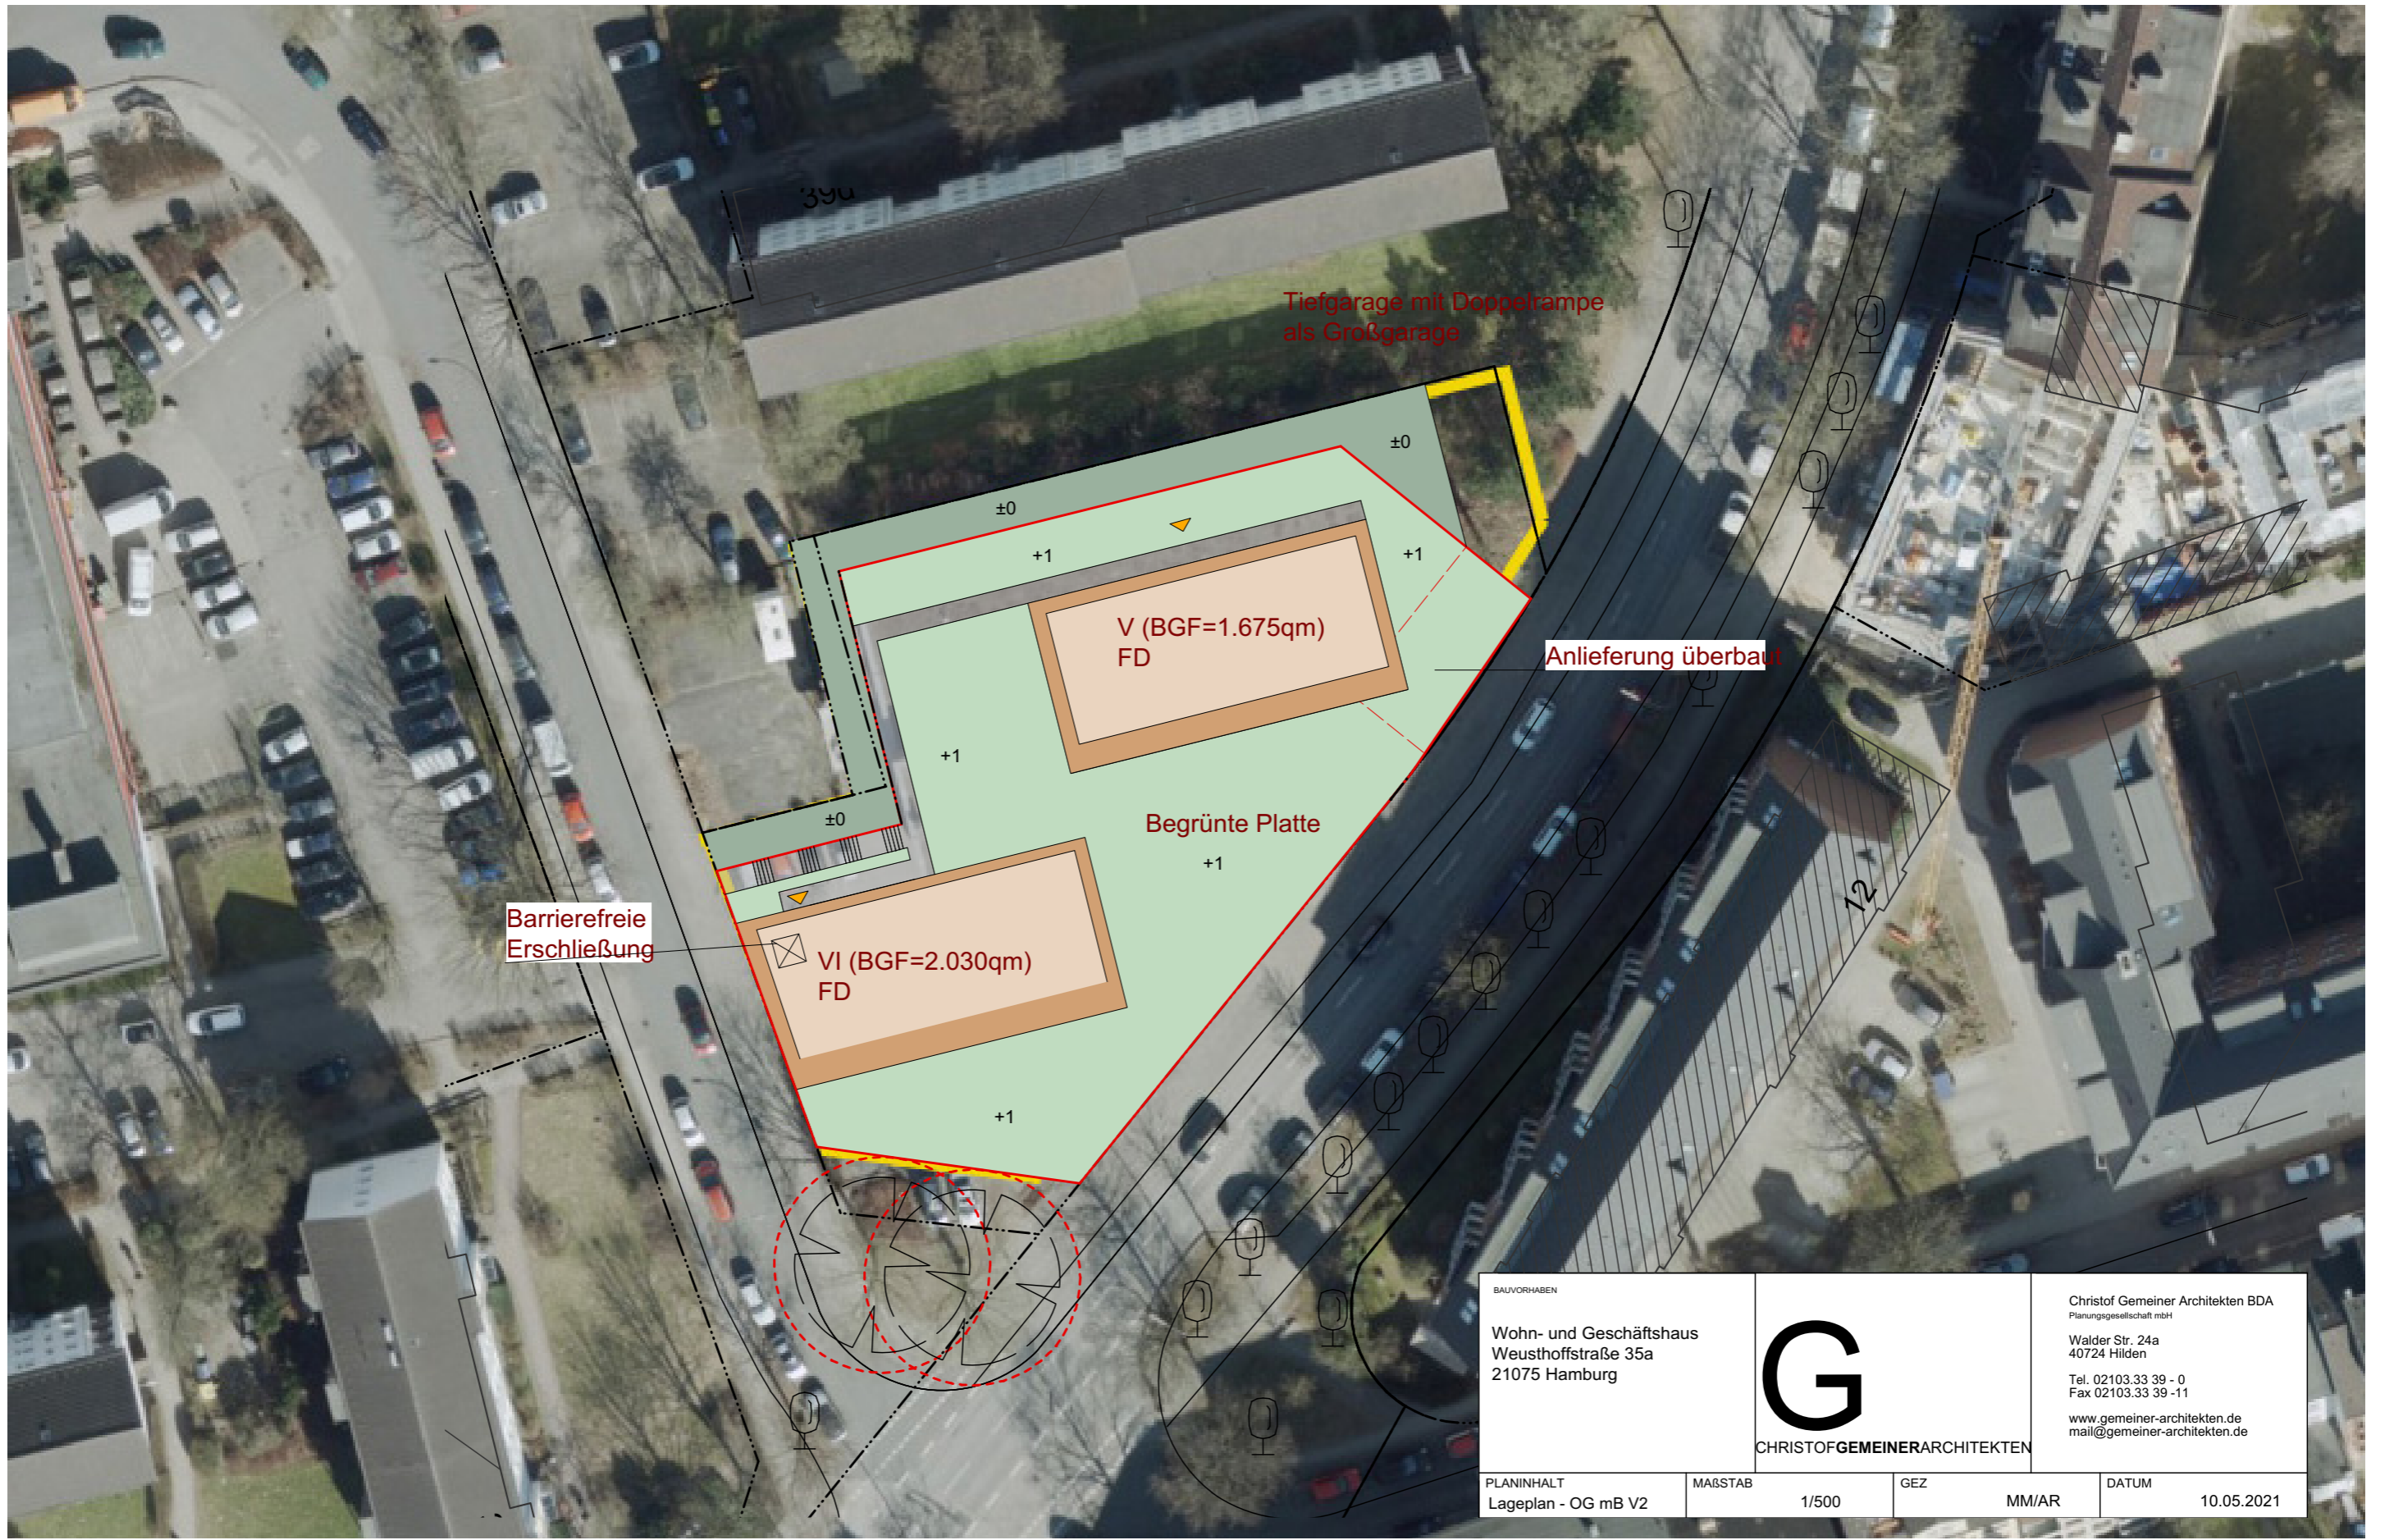 39d
Tiefgarage mit Doppelrampe
als Großgarage
±0
±0
+1
+1
V (BGF=1.675qm)
FD
Anlieferung überbaut
+1
±0
Begrünte Platte
+1
Barrierefreie
Erschließung
VI (BGF=2.030qm)
FD
12
+1
BAUVORHABEN
Wohn- und Geschäftshaus
Weusthoffstraße 35a
21075 Hamburg
G
CHRISTOFGEMEINERARCHITEKTEN
Christof Gemeiner Architekten BDA
Planungsgesellschaft mbH
Walder Str. 24a
40724 Hilden
Tel. 02103.33 39 - 0
Fax 02103.33 39 -11
www.gemeiner-architekten.de
mail@gemeiner-architekten.de
PLANINHALT
Lageplan - OG mB V2
MAßSTAB
1/500
GEZ
MM/AR
DATUM
10.05.2021